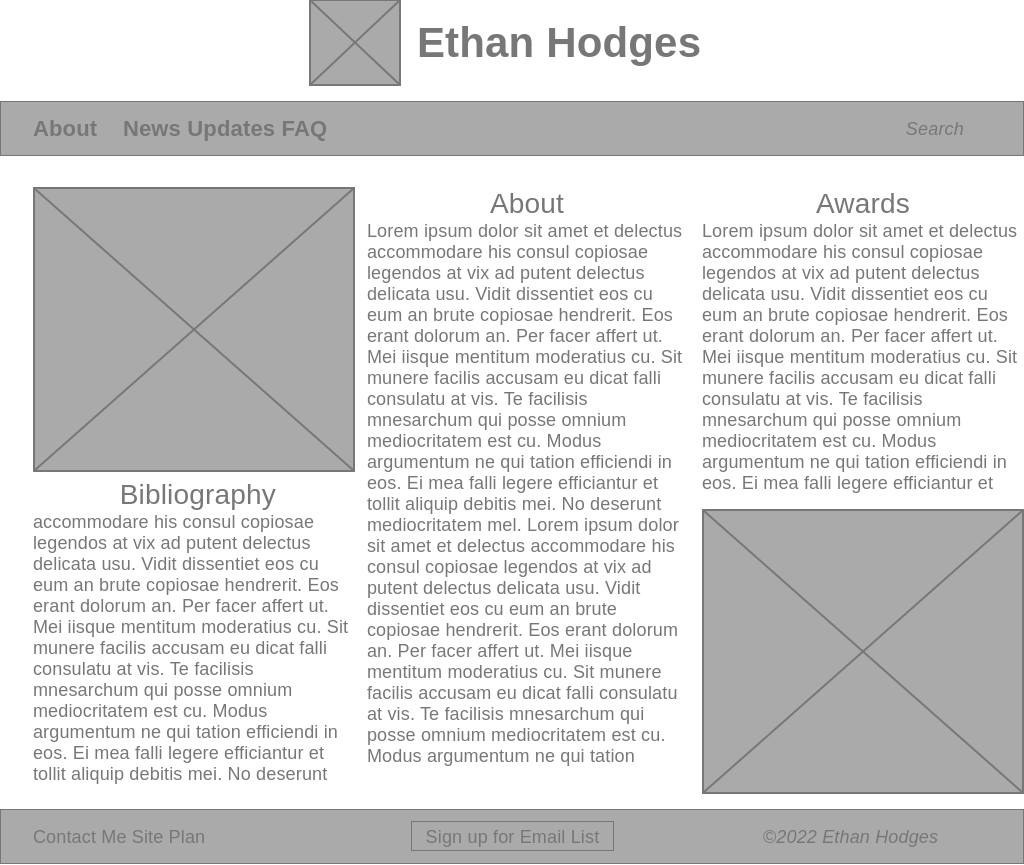 Ethan Hodges
About News Updates FAQ
Search
Bibliography
accommodare his consul copiosae
legendos at vix ad putent delectus
delicata usu. Vidit dissentiet eos cu
eum an brute copiosae hendrerit. Eos
erant dolorum an. Per facer affert ut.
Mei iisque mentitum moderatius cu. Sit
munere facilis accusam eu dicat falli
consulatu at vis. Te facilisis
mnesarchum qui posse omnium
mediocritatem est cu. Modus
argumentum ne qui tation efficiendi in
eos. Ei mea falli legere efficiantur et
tollit aliquip debitis mei. No deserunt
About
Lorem ipsum dolor sit amet et delectus
accommodare his consul copiosae
legendos at vix ad putent delectus
delicata usu. Vidit dissentiet eos cu
eum an brute copiosae hendrerit. Eos
erant dolorum an. Per facer affert ut.
Mei iisque mentitum moderatius cu. Sit
munere facilis accusam eu dicat falli
consulatu at vis. Te facilisis
mnesarchum qui posse omnium
mediocritatem est cu. Modus
argumentum ne qui tation efficiendi in
eos. Ei mea falli legere efficiantur et
tollit aliquip debitis mei. No deserunt
mediocritatem mel. Lorem ipsum dolor
sit amet et delectus accommodare his
consul copiosae legendos at vix ad
putent delectus delicata usu. Vidit
dissentiet eos cu eum an brute
copiosae hendrerit. Eos erant dolorum
an. Per facer affert ut. Mei iisque
mentitum moderatius cu. Sit munere
facilis accusam eu dicat falli consulatu
at vis. Te facilisis mnesarchum qui
posse omnium mediocritatem est cu.
Modus argumentum ne qui tation
Awards
Lorem ipsum dolor sit amet et delectus
accommodare his consul copiosae
legendos at vix ad putent delectus
delicata usu. Vidit dissentiet eos cu
eum an brute copiosae hendrerit. Eos
erant dolorum an. Per facer affert ut.
Mei iisque mentitum moderatius cu. Sit
munere facilis accusam eu dicat falli
consulatu at vis. Te facilisis
mnesarchum qui posse omnium
mediocritatem est cu. Modus
argumentum ne qui tation efficiendi in
eos. Ei mea falli legere efficiantur et
Contact Me Site Plan
Sign up for Email List
©2022 Ethan Hodges